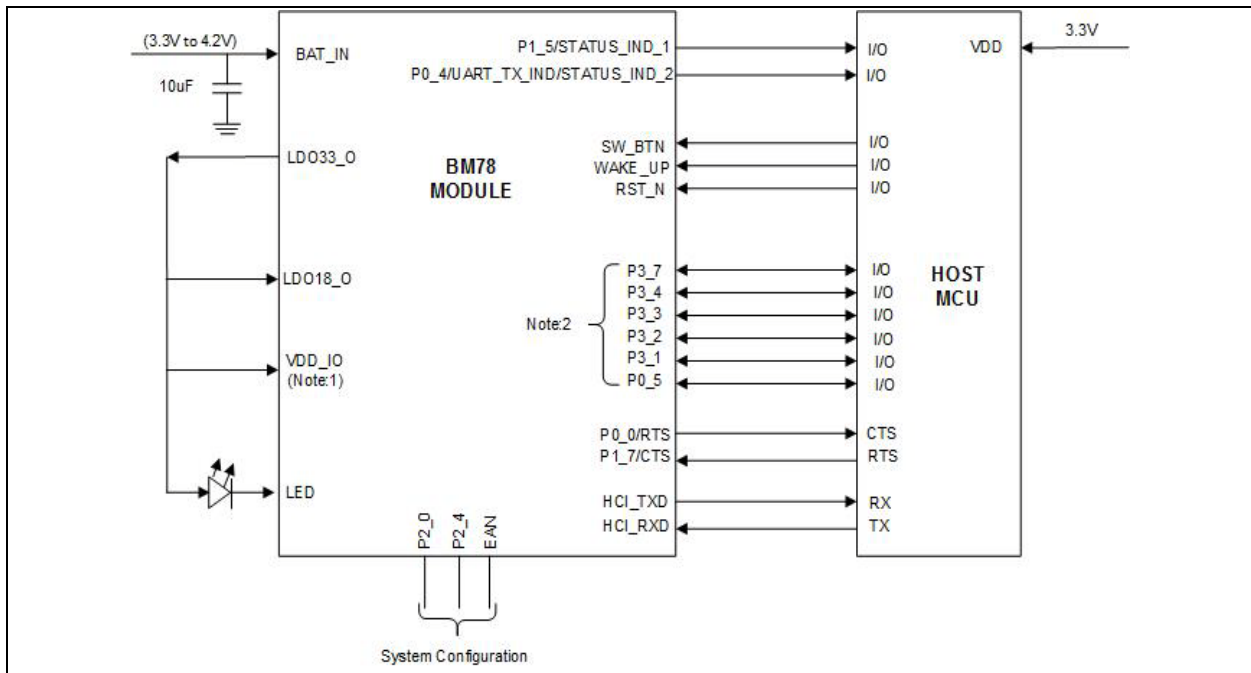 (3.3V to 4.2V)
BAT_IN
10uF
LDO33_O
LDO18_O
VDD_IO
(Note:1)
LED
BM78
MODULE
P1_5/STATUS_IND_1
P0_4/UART_TX_IND/STATUS_IND_2
SW_BTN
WAKE_UP
RST_N
Note:2
P3_7
P3_4
P3_3
P3_2
P3_1
P0_5
P0_0/RTS
P1_7/CTS
HCI_TXD
HCI_RXD
P2_0
P2_4
EAN
System Configuration
I/O
I/O
I/O
I/O
I/O
I/O
I/O
I/O
I/O
I/O
I/O
CTS
RTS
RX
TX
VDD
3.3V
HOST
MCU